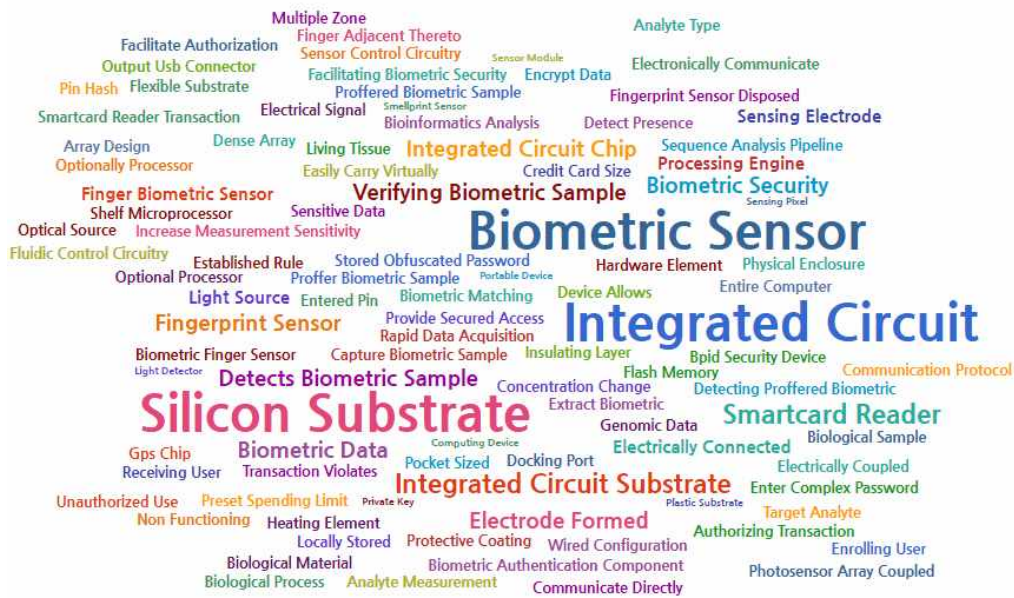 Multiple Zone
Analyte Type
Finger Adjacent Thereto
Facilitate Authorization
Sensor Control Circuitry
Sensor Module
Output Usb Connector
Electronically Communicate
Facilitating Biometric Security
Encrypt Data
Pin Hash
Flexible Substrate
Proffered Biometric Sample
Fingerprint Sensor Disposed
Smellprint Sensor
Electrical Signal
Smartcard Reader Transaction
Bioinformatics Analysis
Detect Presence
Sensing Electrode
Dense Array
Array Design
Living Tissue
Integrated Circuit Chip
Sequence Analysis Pipeline
Optionally Processor
Easily Carry Virtually
Credit Card Size
Processing Engine
Finger Biometric Sensor
Verifying Biometric Sample
Biometric Security
Sensing Pixel
Shelf Microprocessor
Sensitive Data
Optical Source
Increase Measurement Sensitivity
Biometric Sensor
Fluidic Control Circuitry
Established Rule
Stored Obfuscated Password
Hardware Element
Physical Enclosure
Optional Processor
Proffer Biometric Sample
Portable Device
Entire Computer
Light Source
Entered Pin
Biometric Matching
Device Allows
Fingerprint Sensor
Provide Secured Access
Integrated Circuit
Rapid Data Acquisition
Biometric Finger Sensor
Capture Biometric Sample
Insulating Layer
Bpid Security Device
Light Detector
Detects Biometric Sample
Flash Memory
Communication Protocol
Concentration Change
Detecting Proffered Biometric
Silicon Substrate
Extract Biometric
Smartcard Reader
Genomic Data
Biological Sample
Gps Chip
Biometric Data
Computing Device
Electrically Connected
Receiving User
Transaction Violates
Pocket Sized
Docking Port
Electrically Coupled
Integrated Circuit Substrate
Enter Complex Password
Unauthorized Use
Preset Spending Limit
Private Key
Plastic Substrate
Target Analyte
Non Functioning
Heating Element
Electrode Formed
Authorizing Transaction
Locally Stored
Protective Coating
Wired Configuration
Enrolling User
Biological Material
Biometric Authentication Component
Photosensor Array Coupled
Biological Process
Analyte Measurement
Communicate Directly